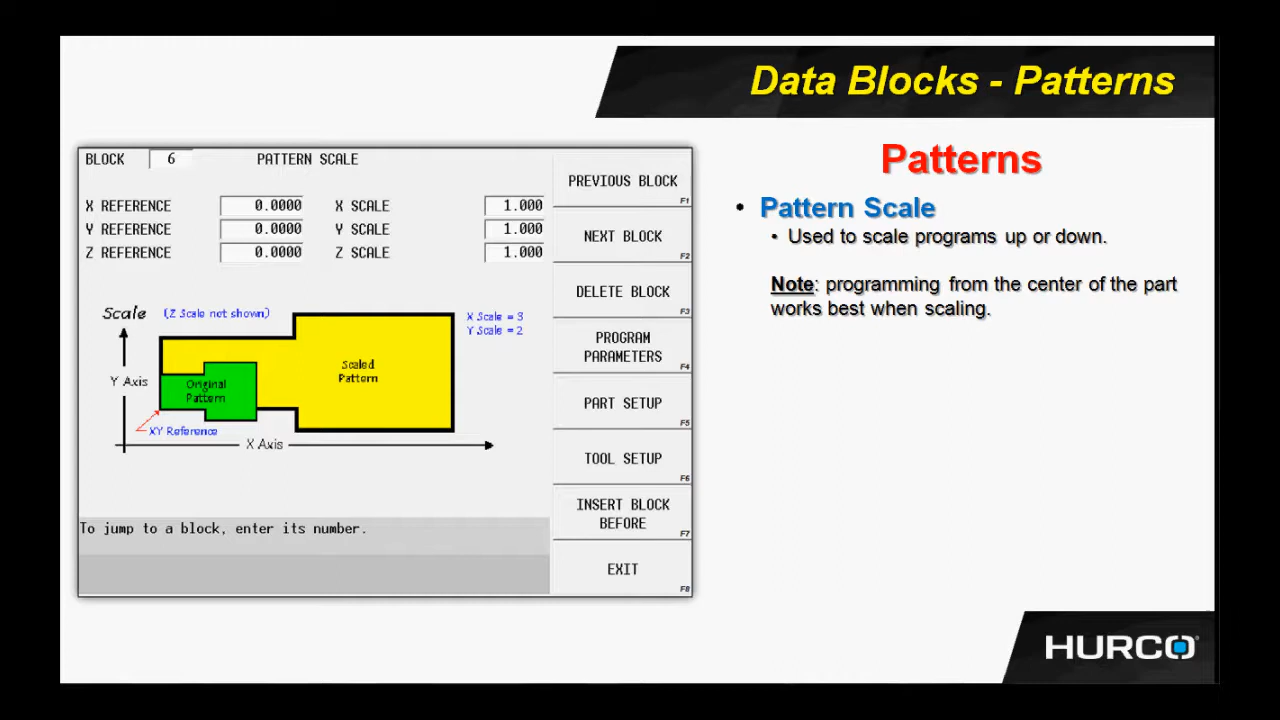 Data Blocks - Patterns
BLOCK 6 PATTERN SCALE
X REFERENCE 0.0000 X SCALE 1.000
Y REFERENCE 0.0000 Y SCALE 1.000
Z REFERENCE 0.0000 Z SCALE 1.000
Scale (Z Scale not shown)
X Scale = 3
Y Scale = 2
Y Axis
Original
Pattern
Scaled
Pattern
XY Reference
X Axis
To jump to a block, enter its number.
PREVIOUS BLOCK
F1
NEXT BLOCK
F2
DELETE BLOCK
F3
PROGRAM
PARAMETERS
F4
PART SETUP
F5
TOOL SETUP
F6
INSERT BLOCK
BEFORE
F7
EXIT
F8
Patterns
• Pattern Scale
• Used to scale programs up or down.
Note: programming from the center of the part
works best when scaling.
HURCO